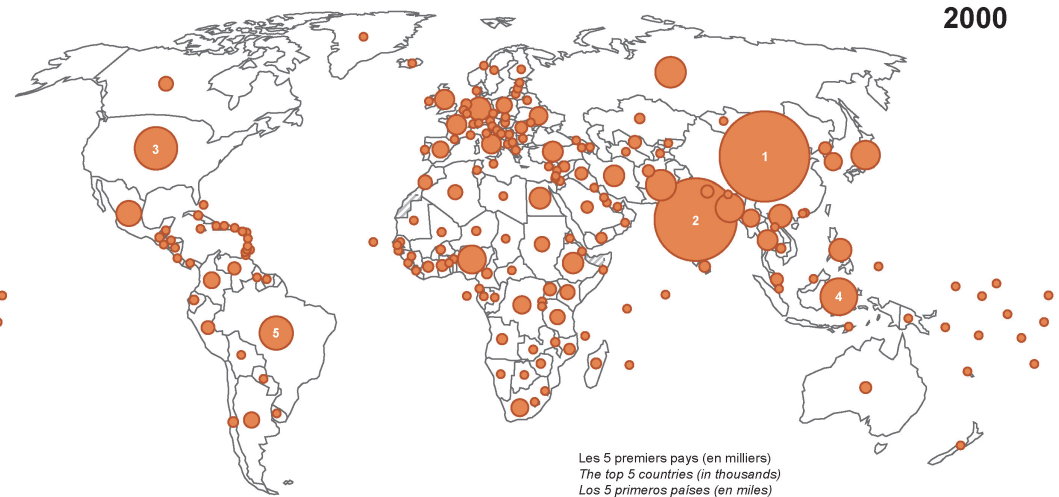 2000
3
1
2
4
5
Les 5 premiers pays (en milliers)
The top 5 countries (in thousands)
Los 5 primeros países (en miles)